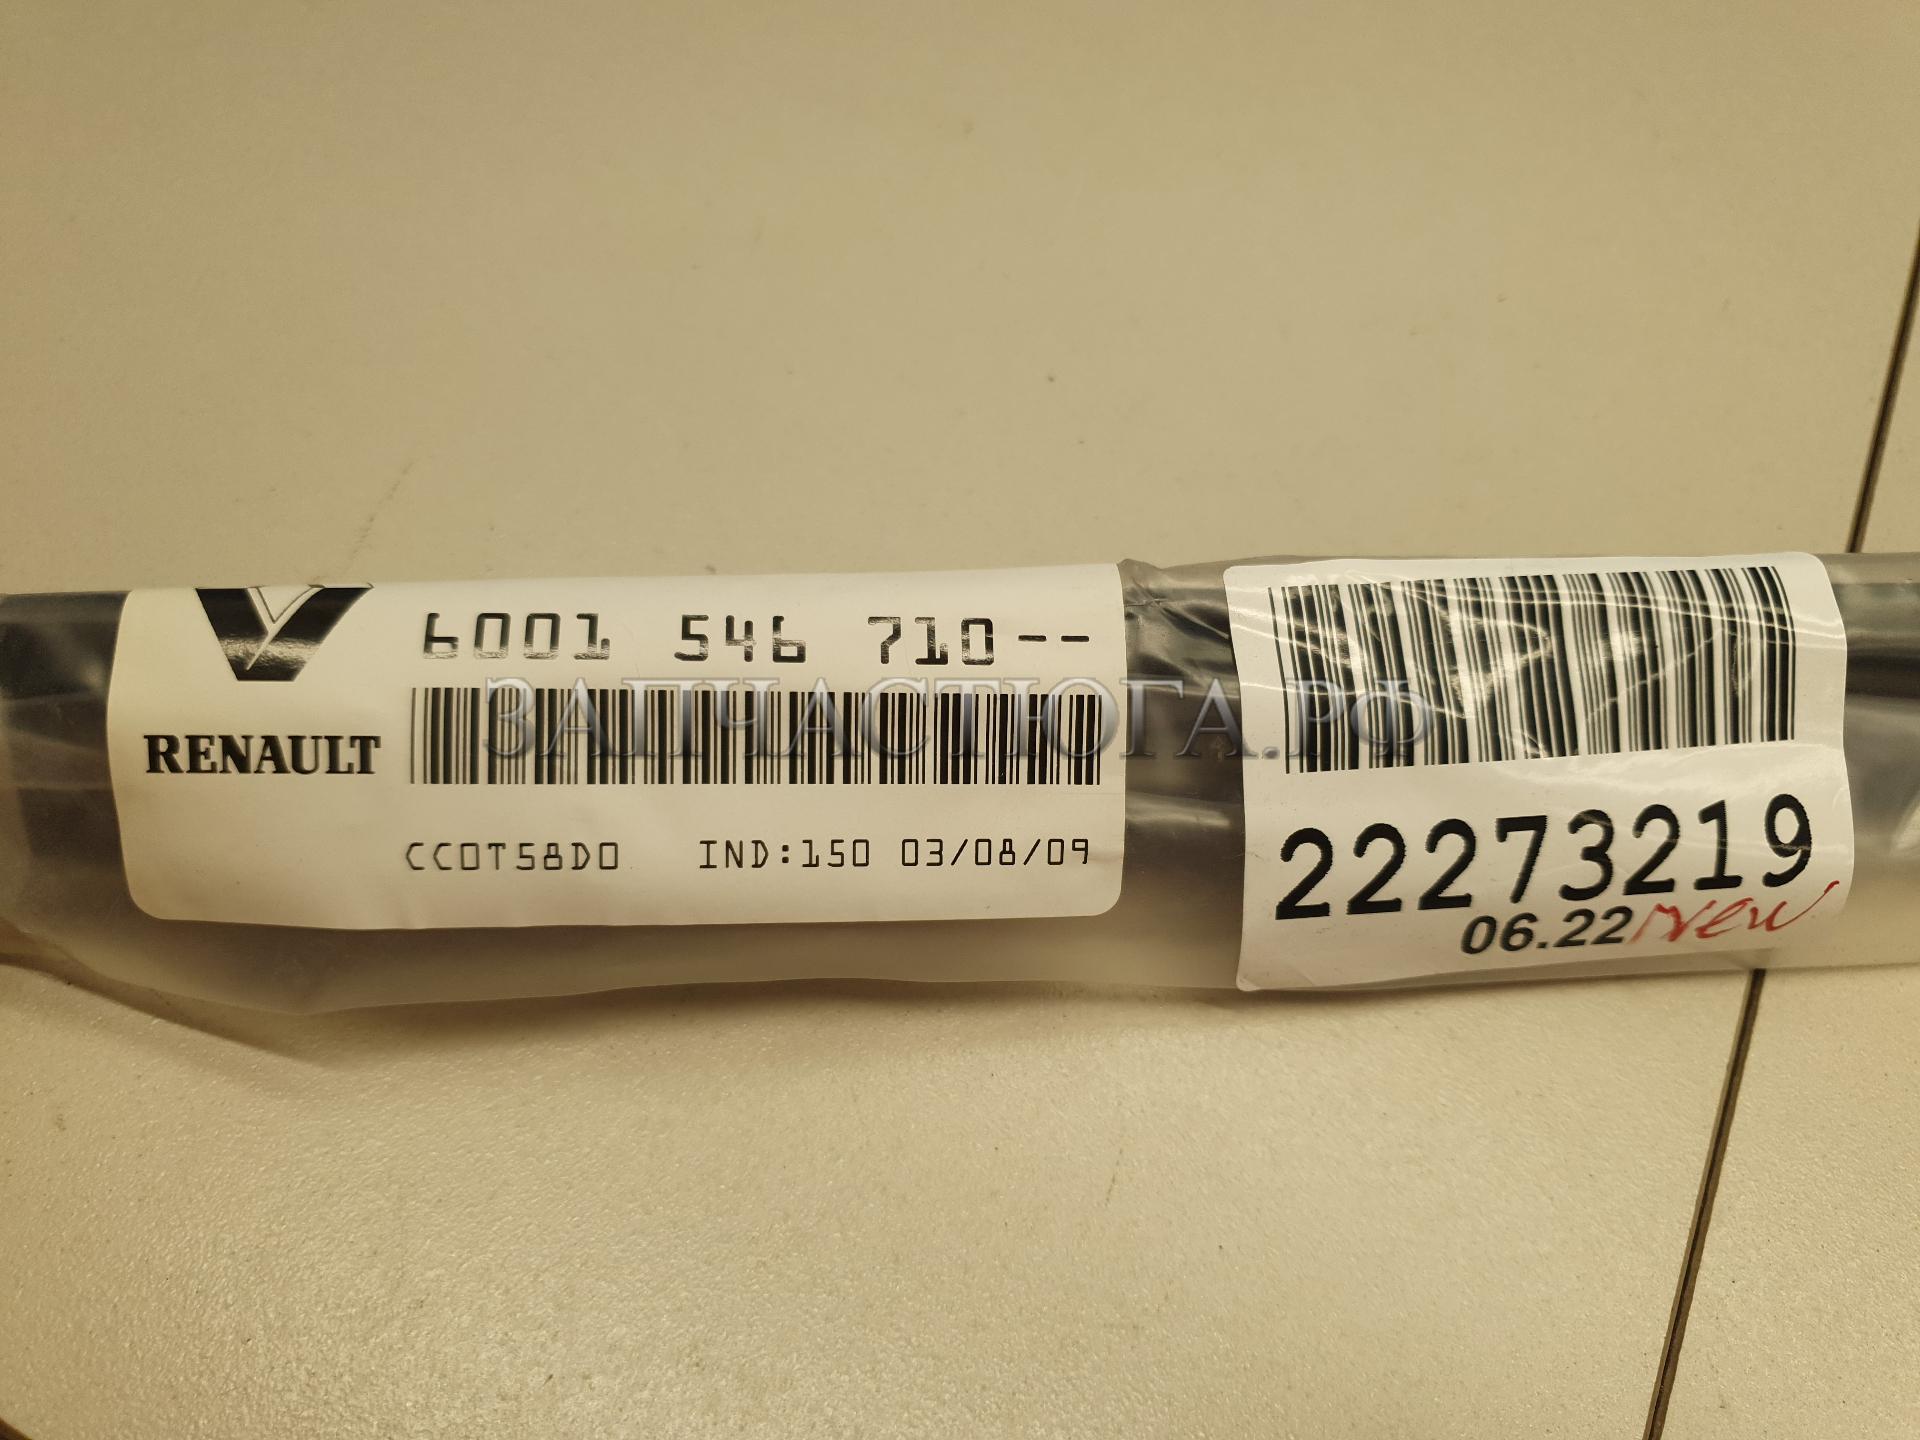 6001 546 710--
RENAULT
CCOT58D0 IND:150 03/08/09
ЗАПЧАСТЮГА.РФ
22273219
06.22 New